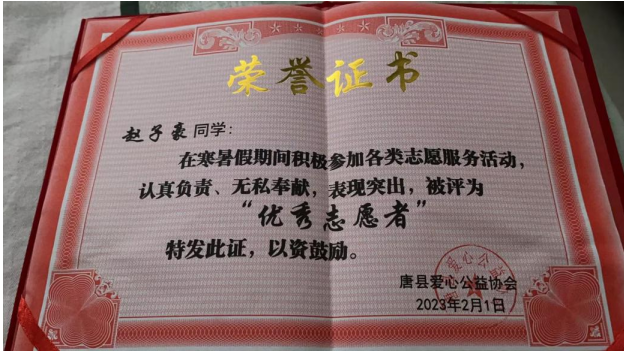 荣誉证书
赵子豪同学:
在寒暑假期间积极参加各类志愿服务活动,
认真负责、无私奉献,表现突出,被评为
“优秀志愿者”
特发此证,以资鼓励。
唐县爱心公益协会
2023年2月1日